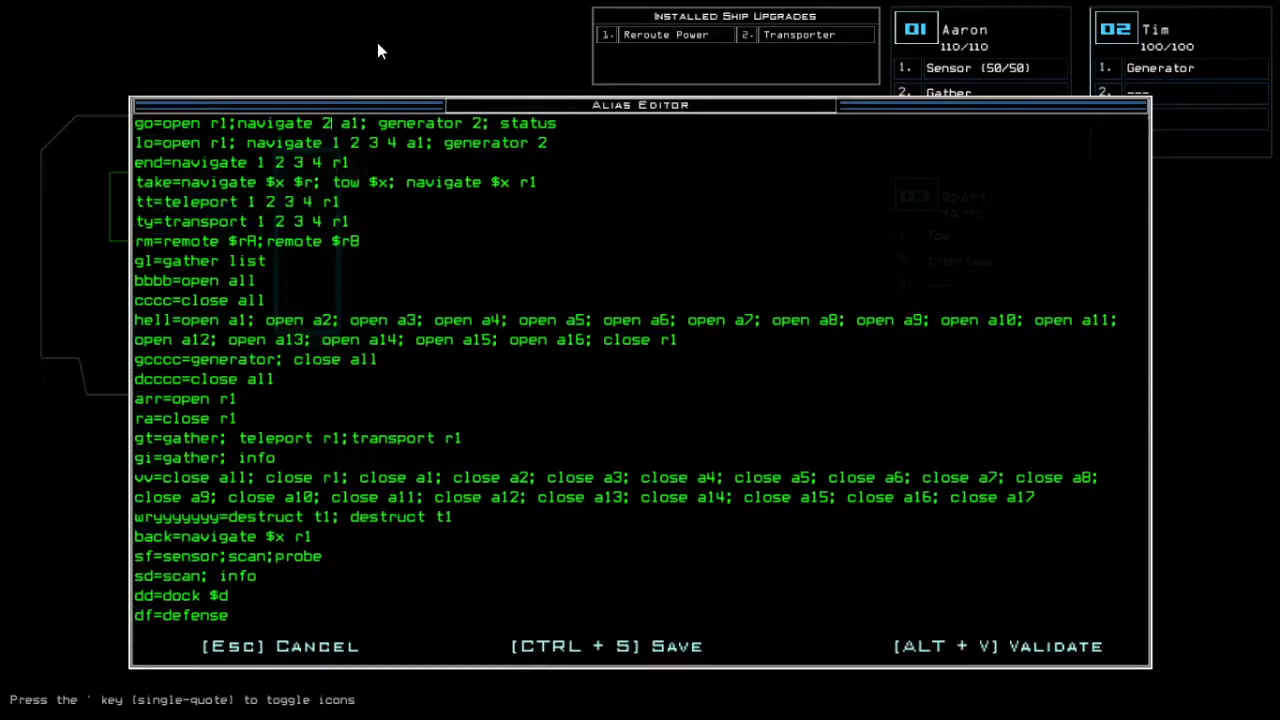 Installed Ship Upgrades
1. Reroute Power 2. Transporter
01 Aaron
110/110
1. Sensor (50/50)
2. Gather
02 Tim
100/100
1. Generator
2. ---
Alias Editor
go=open r1;navigate 2 a1; generator 2; status
lo=open r1; navigate 1 2 3 4 a1; generator 2
end=navigate 1 2 3 4 r1
take=navigate $x $r; tow $x; navigate $x r1
tt=teleport 1 2 3 4 r1
ty=transport 1 2 3 4 r1
rm=remote $rA;remote $rB
gl=gather list
bbbb=open all
cccc=close all
hell=open a1; open a2; open a3; open a4; open a5; open a6; open a7; open a8; open a9; open a10; open a11;
open a12; open a13; open a14; open a15; open a16; close r1
gcccc=generator; close all
dcccc=close all
arr=open r1
ra=close r1
gt=gather; teleport r1;transport r1
gi=gather; info
vv=close all; close r1; close a1; close a2; close a3; close a4; close a5; close a6; close a7; close a8;
close a9; close a10; close a11; close a12; close a13; close a14; close a15; close a16; close a17
wryyyyyyy=destruct t1; destruct t1
back=navigate $x r1
sf=sensor;scan;probe
sd=scan; info
dd=dock $d
df=defense
03
Tow
Interface
[Esc] Cancel [CTRL + S] Save [ALT + V] Validate
Press the ' key (single-quote) to toggle icons